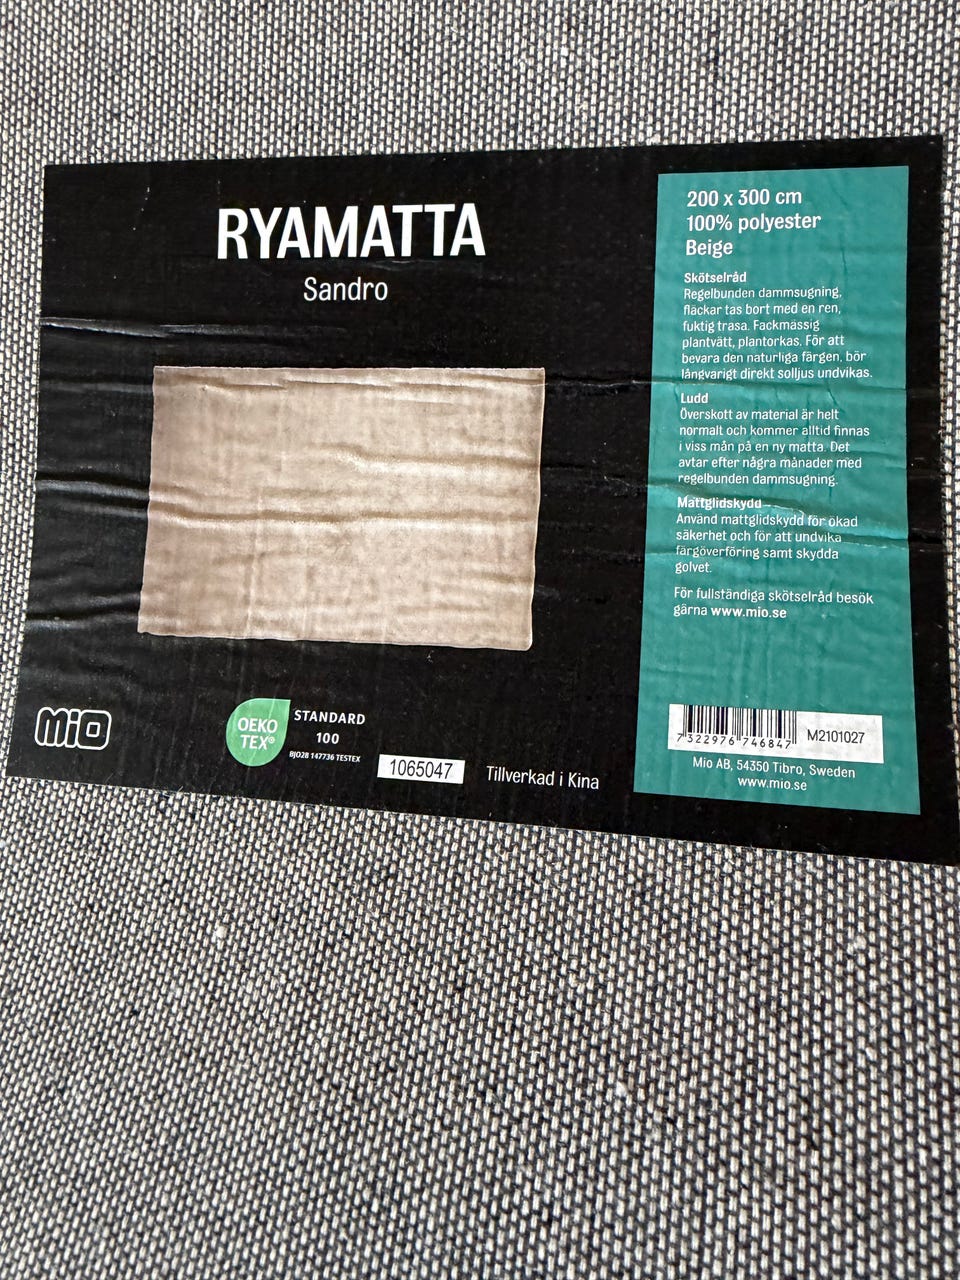 RYAMATTA
Sandro
200 x 300 cm
100% polyester
Beige
Skötselråd
Regelbunden dammsugning,
fläckar tas bort med en ren,
fuktig trasa. Fackmässig
plantvätt, plantorkas. För att
bevara den naturliga färgen, bör
långvarigt direkt solljus undvikas.
Ludd
Överskott av material är helt
normalt och kommer alltid finnas
i viss mån på en ny matta. Det
avtar efter några månader med
regelbunden dammsugning.
Mattglidskydd
Använd mattglidskydd för ökad
säkerhet och för att undvika
färgöverföring samt skydda
golvet.
För fullständiga skötselråd besök
gärna www.mio.se
7 322976 746847
M2101027
Mio AB, 54350 Tibro, Sweden
www.mio.se
MIO
OEKO
TEX®
STANDARD
100
BJ028 147736 TESTEX
1065047
Tillverkad i Kina